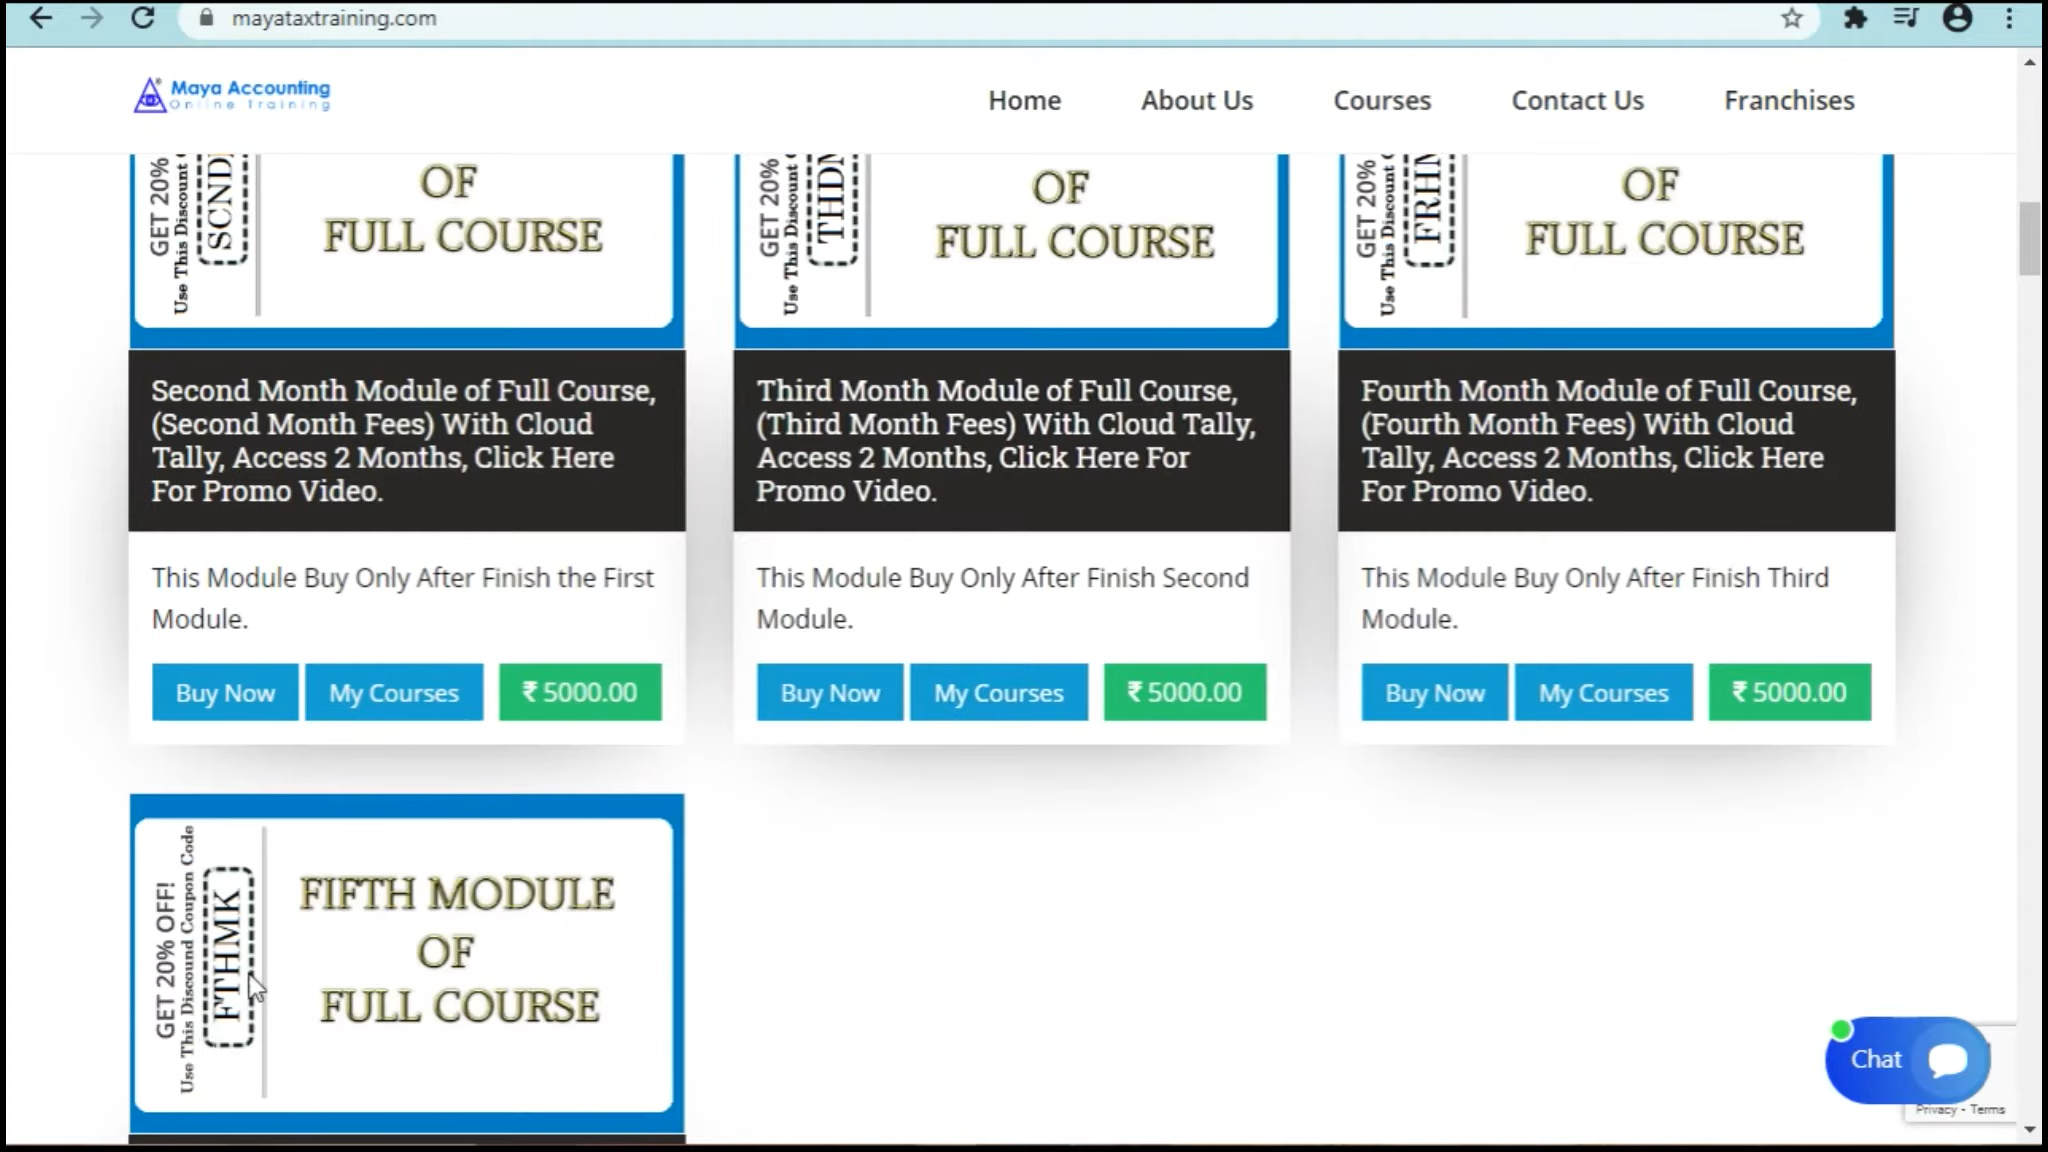 mayataxtraining.com
Maya Accounting
Online Training
Home
About Us
Courses
Contact Us
Franchises
GET 20%
Use This Discount
OF
FULL COURSE
GET 20%
Use This Discount
OF
FULL COURSE
GET 20%
Use This Discount
OF
FULL COURSE
Second Month Module of Full Course,
(Second Month Fees) With Cloud
Tally, Access 2 Months, Click Here
For Promo Video.
This Module Buy Only After Finish the First
Module.
Buy Now
My Courses
₹ 5000.00
Third Month Module of Full Course,
(Third Month Fees) With Cloud Tally,
Access 2 Months, Click Here For
Promo Video.
This Module Buy Only After Finish Second
Module.
Buy Now
My Courses
₹ 5000.00
Fourth Month Module of Full Course,
(Fourth Month Fees) With Cloud
Tally, Access 2 Months, Click Here
For Promo Video.
This Module Buy Only After Finish Third
Module.
Buy Now
My Courses
₹ 5000.00
GET 20% OFF!
Use This Discound Coupon Code
FTHMK
FIFTH MODULE
OF
FULL COURSE
Chat
Privacy - Terms